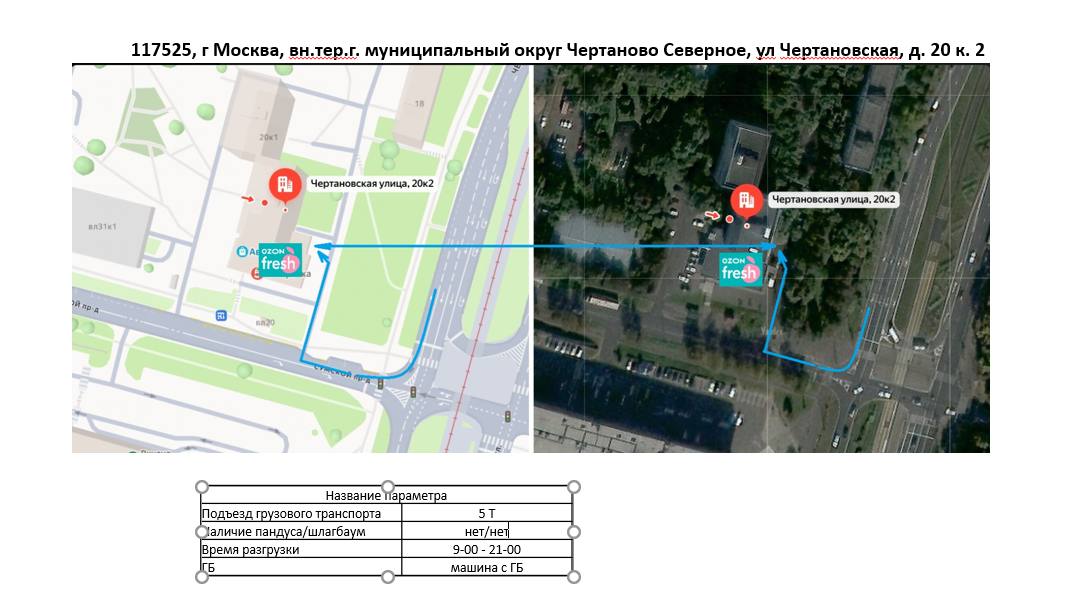 117525, г Москва, вн.тер.г. муниципальный округ Чертаново Северное, ул Чертановская, д. 20 к. 2
18
20к1
Чертановская улица, 20к2
вл31к1
OZON
fresh
вл20
СУМСКОЙ ПР-Д
Чертановская улица, 20к2
OZON
fresh
Название параметра
Подъезд грузового транспорта 5 Т
Наличие пандуса/шлагбаум нет/нет
Время разгрузки 9-00 - 21-00
ГБ машина с ГБ